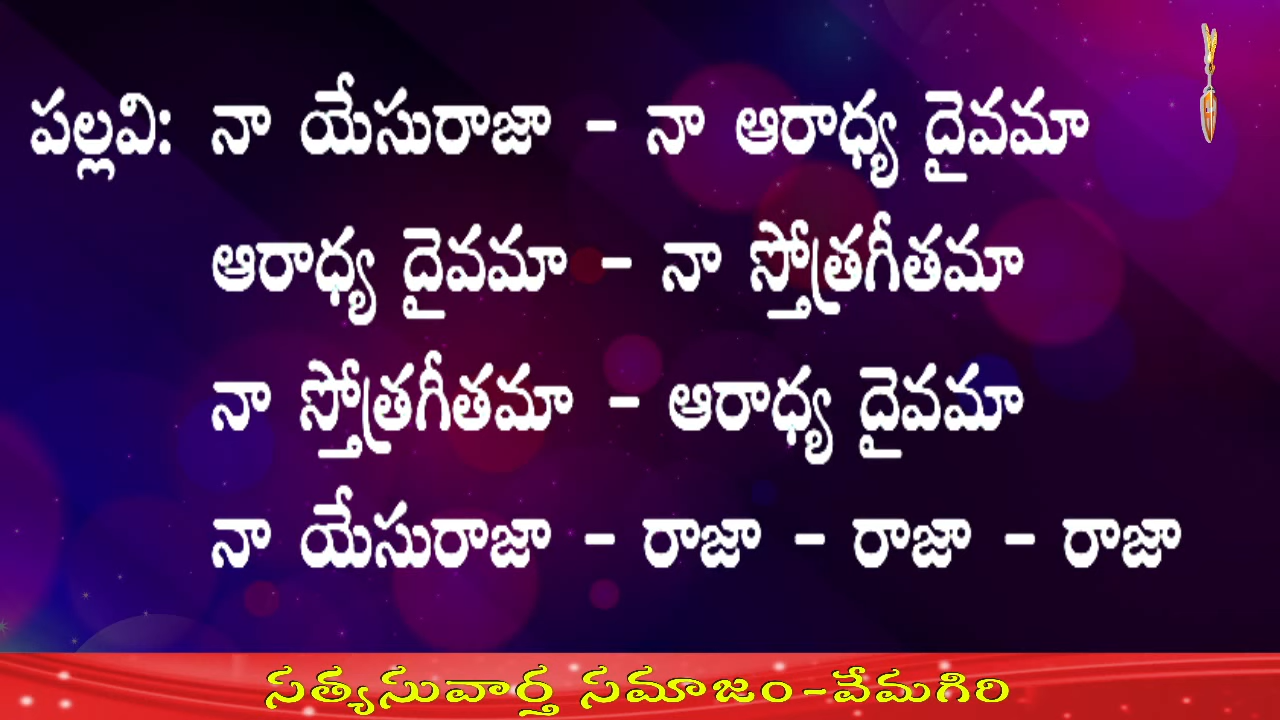 పల్లవి: నా యేసురాజా - నా ఆరాధ్య దైవమా
ఆరాధ్య దైవమా - నా స్తోత్రగీతమా
నా స్తోత్రగీతమా - ఆరాధ్య దైవమా
నా యేసురాజా - రాజా - రాజా - రాజా
సత్యసువార్త సమాజం-వేమగిరి